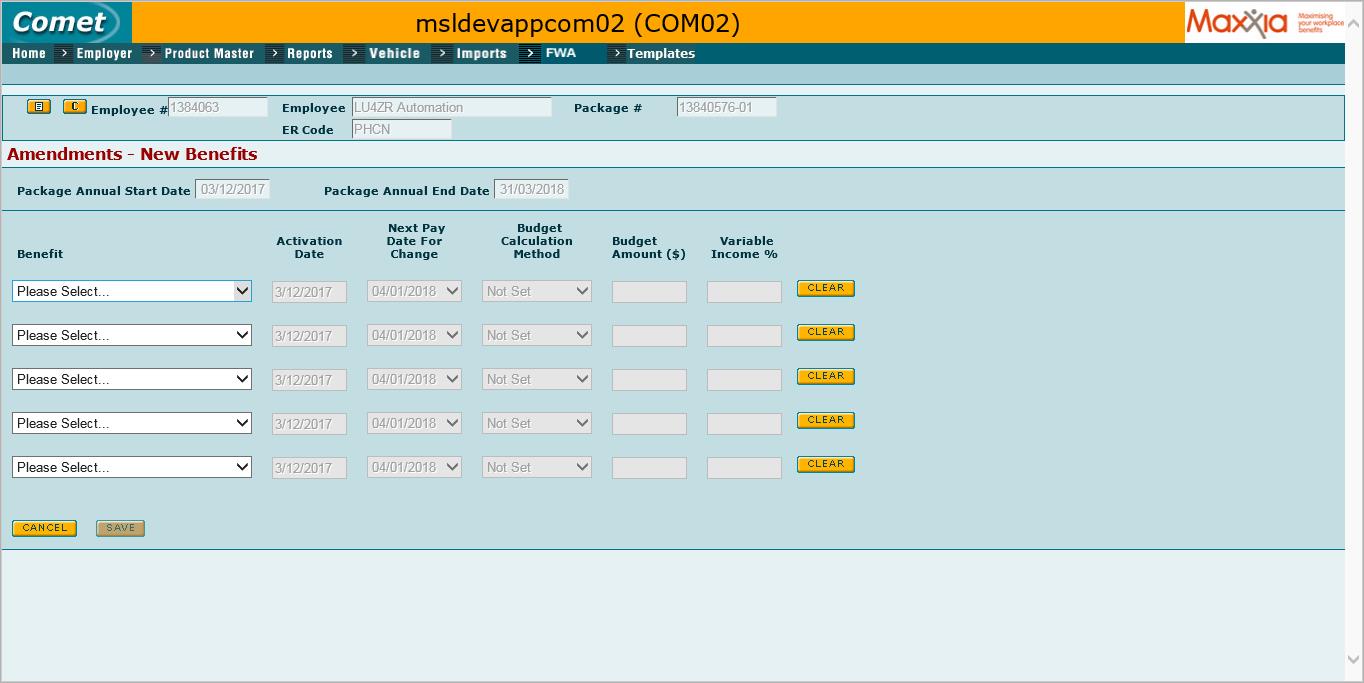 Comet
msldevappcom02 (COM02)
Maxxia Maximising your workplace benefits
Home > Employer > Product Master > Reports > Vehicle > Imports > FWA > Templates
C Employee # 1384063 Employee LU4ZR Automation Package # 13840576-01
ER Code PHCN
Amendments - New Benefits
Package Annual Start Date 03/12/2017 Package Annual End Date 31/03/2018
Benefit Activation Date Next Pay Date For Change Budget Calculation Method Budget Amount ($) Variable Income %
Please Select... 3/12/2017 04/01/2018 Not Set CLEAR
Please Select... 3/12/2017 04/01/2018 Not Set CLEAR
Please Select... 3/12/2017 04/01/2018 Not Set CLEAR
Please Select... 3/12/2017 04/01/2018 Not Set CLEAR
Please Select... 3/12/2017 04/01/2018 Not Set CLEAR
CANCEL SAVE